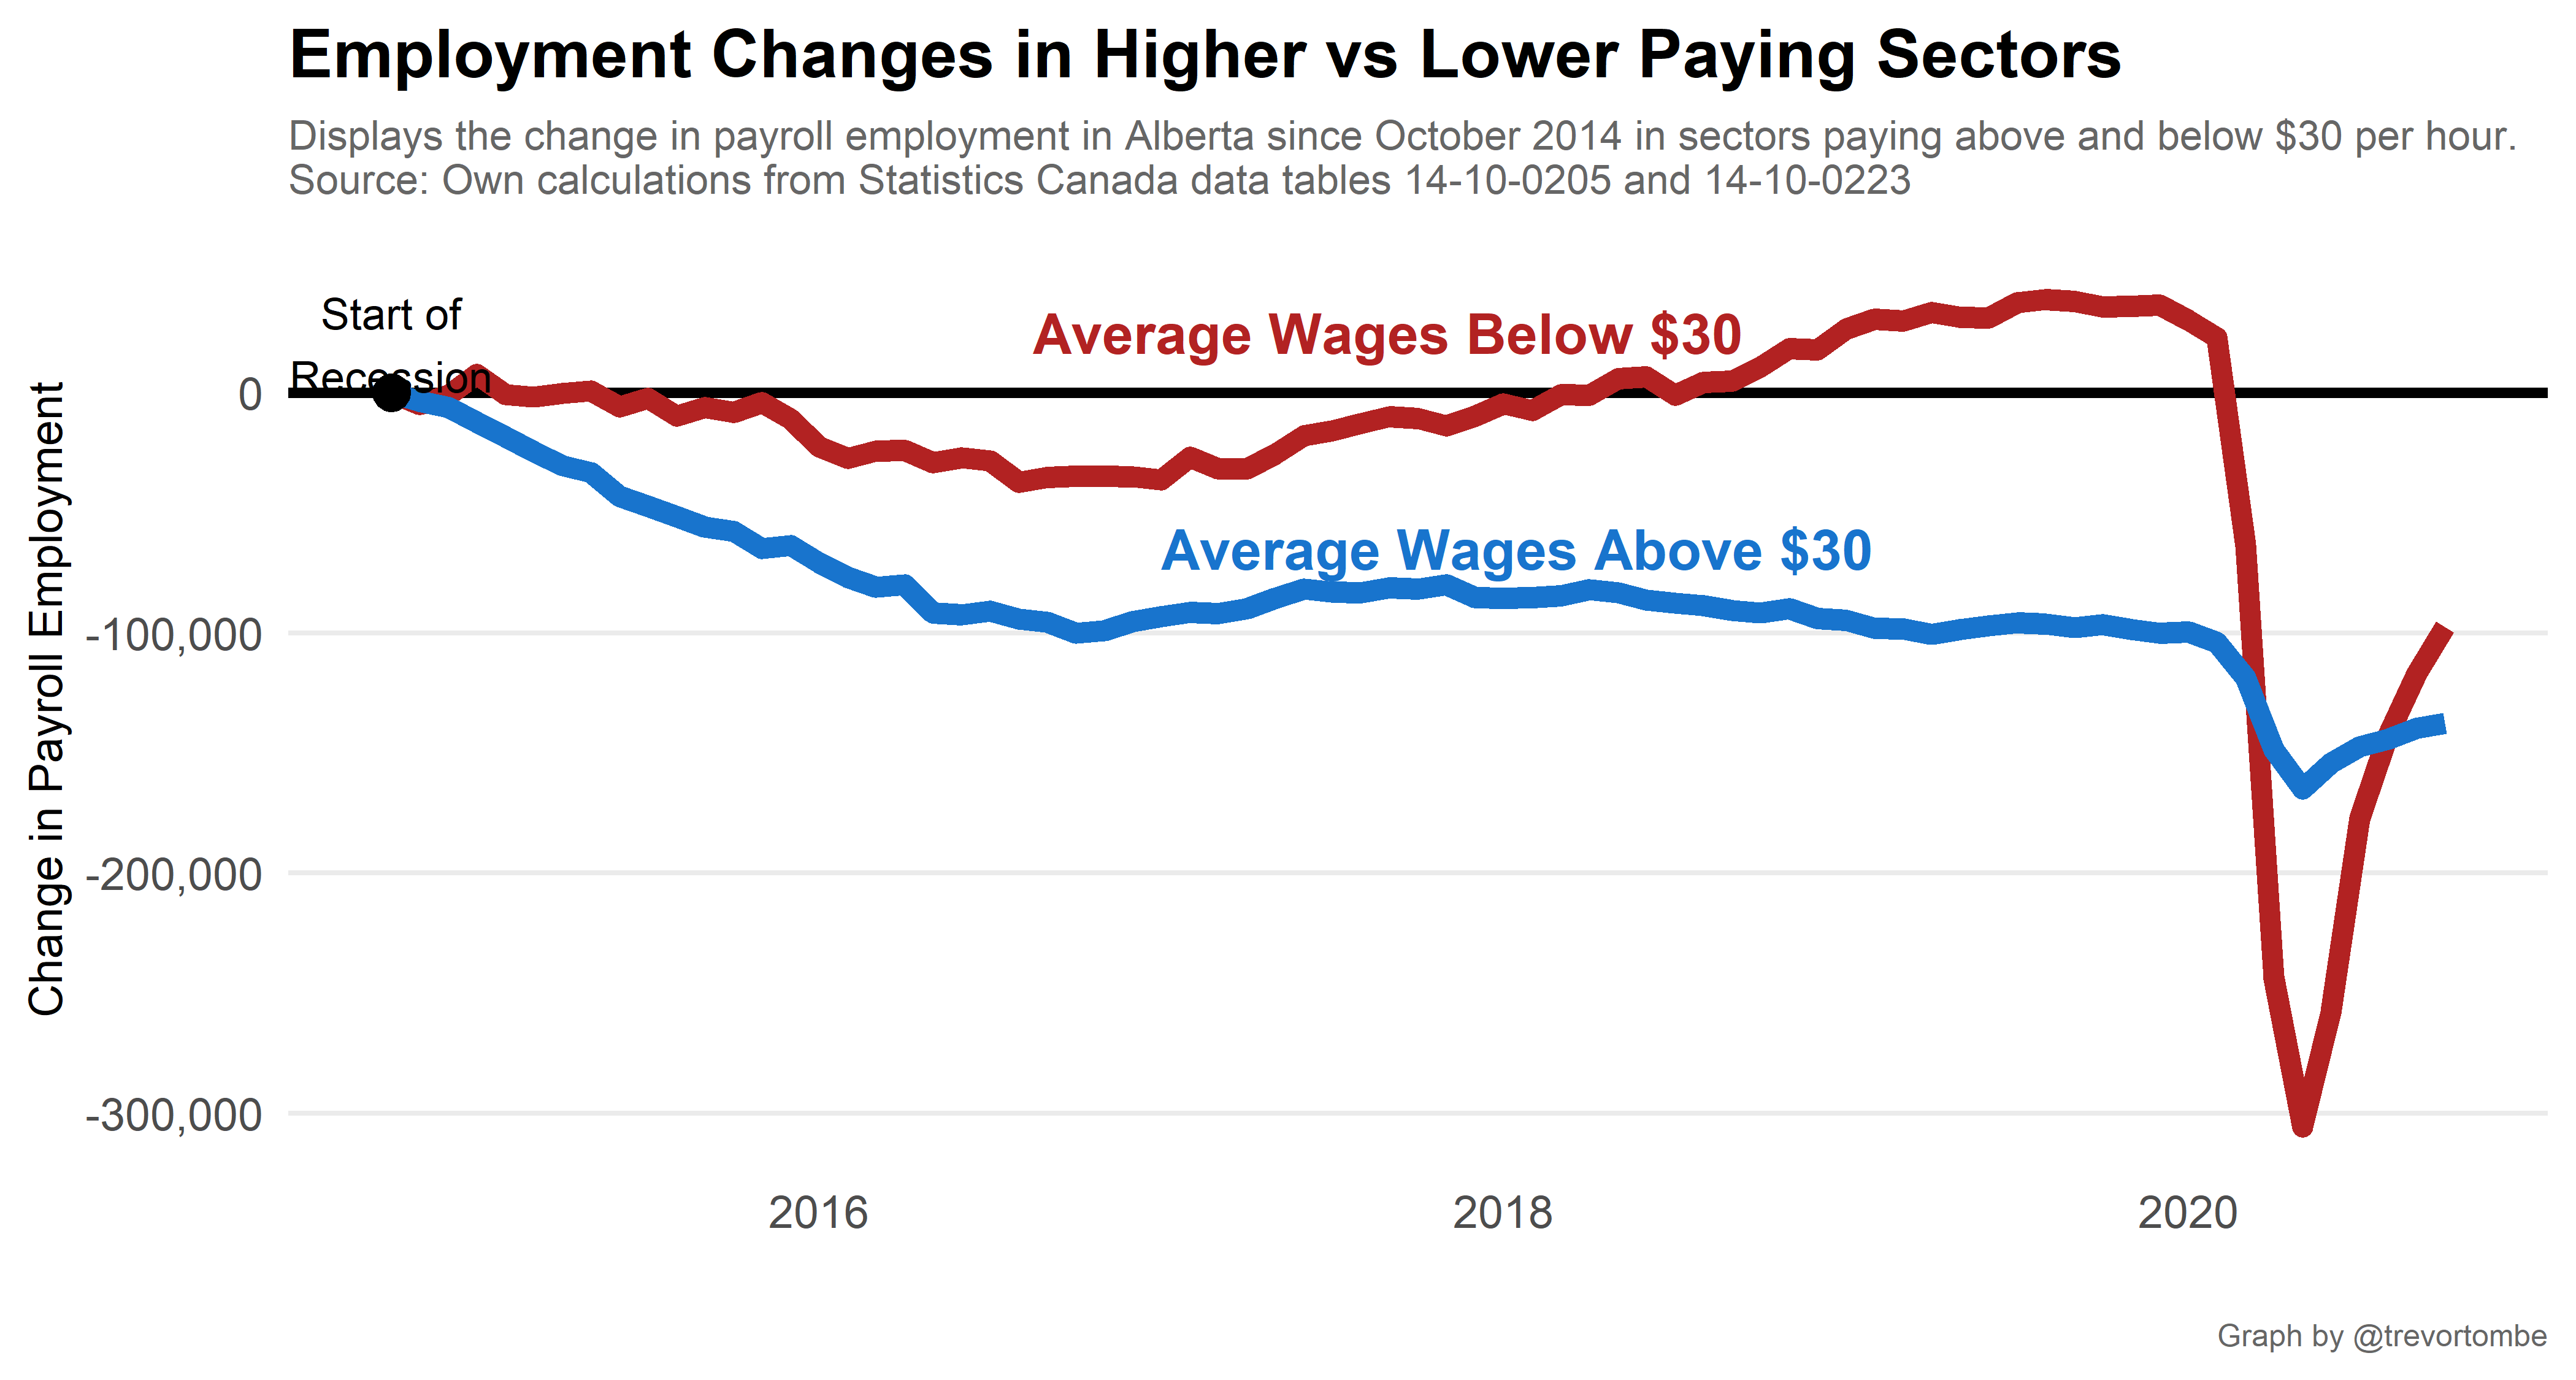 Employment Changes in Higher vs Lower Paying Sectors
Displays the change in payroll employment in Alberta since October 2014 in sectors paying above and below $30 per hour.
Source: Own calculations from Statistics Canada data tables 14-10-0205 and 14-10-0223
Start of
Recession
Average Wages Below $30
Average Wages Above $30
Change in Payroll Employment
0
-100,000
-200,000
-300,000
2016
2018
2020
Graph by @trevortombe